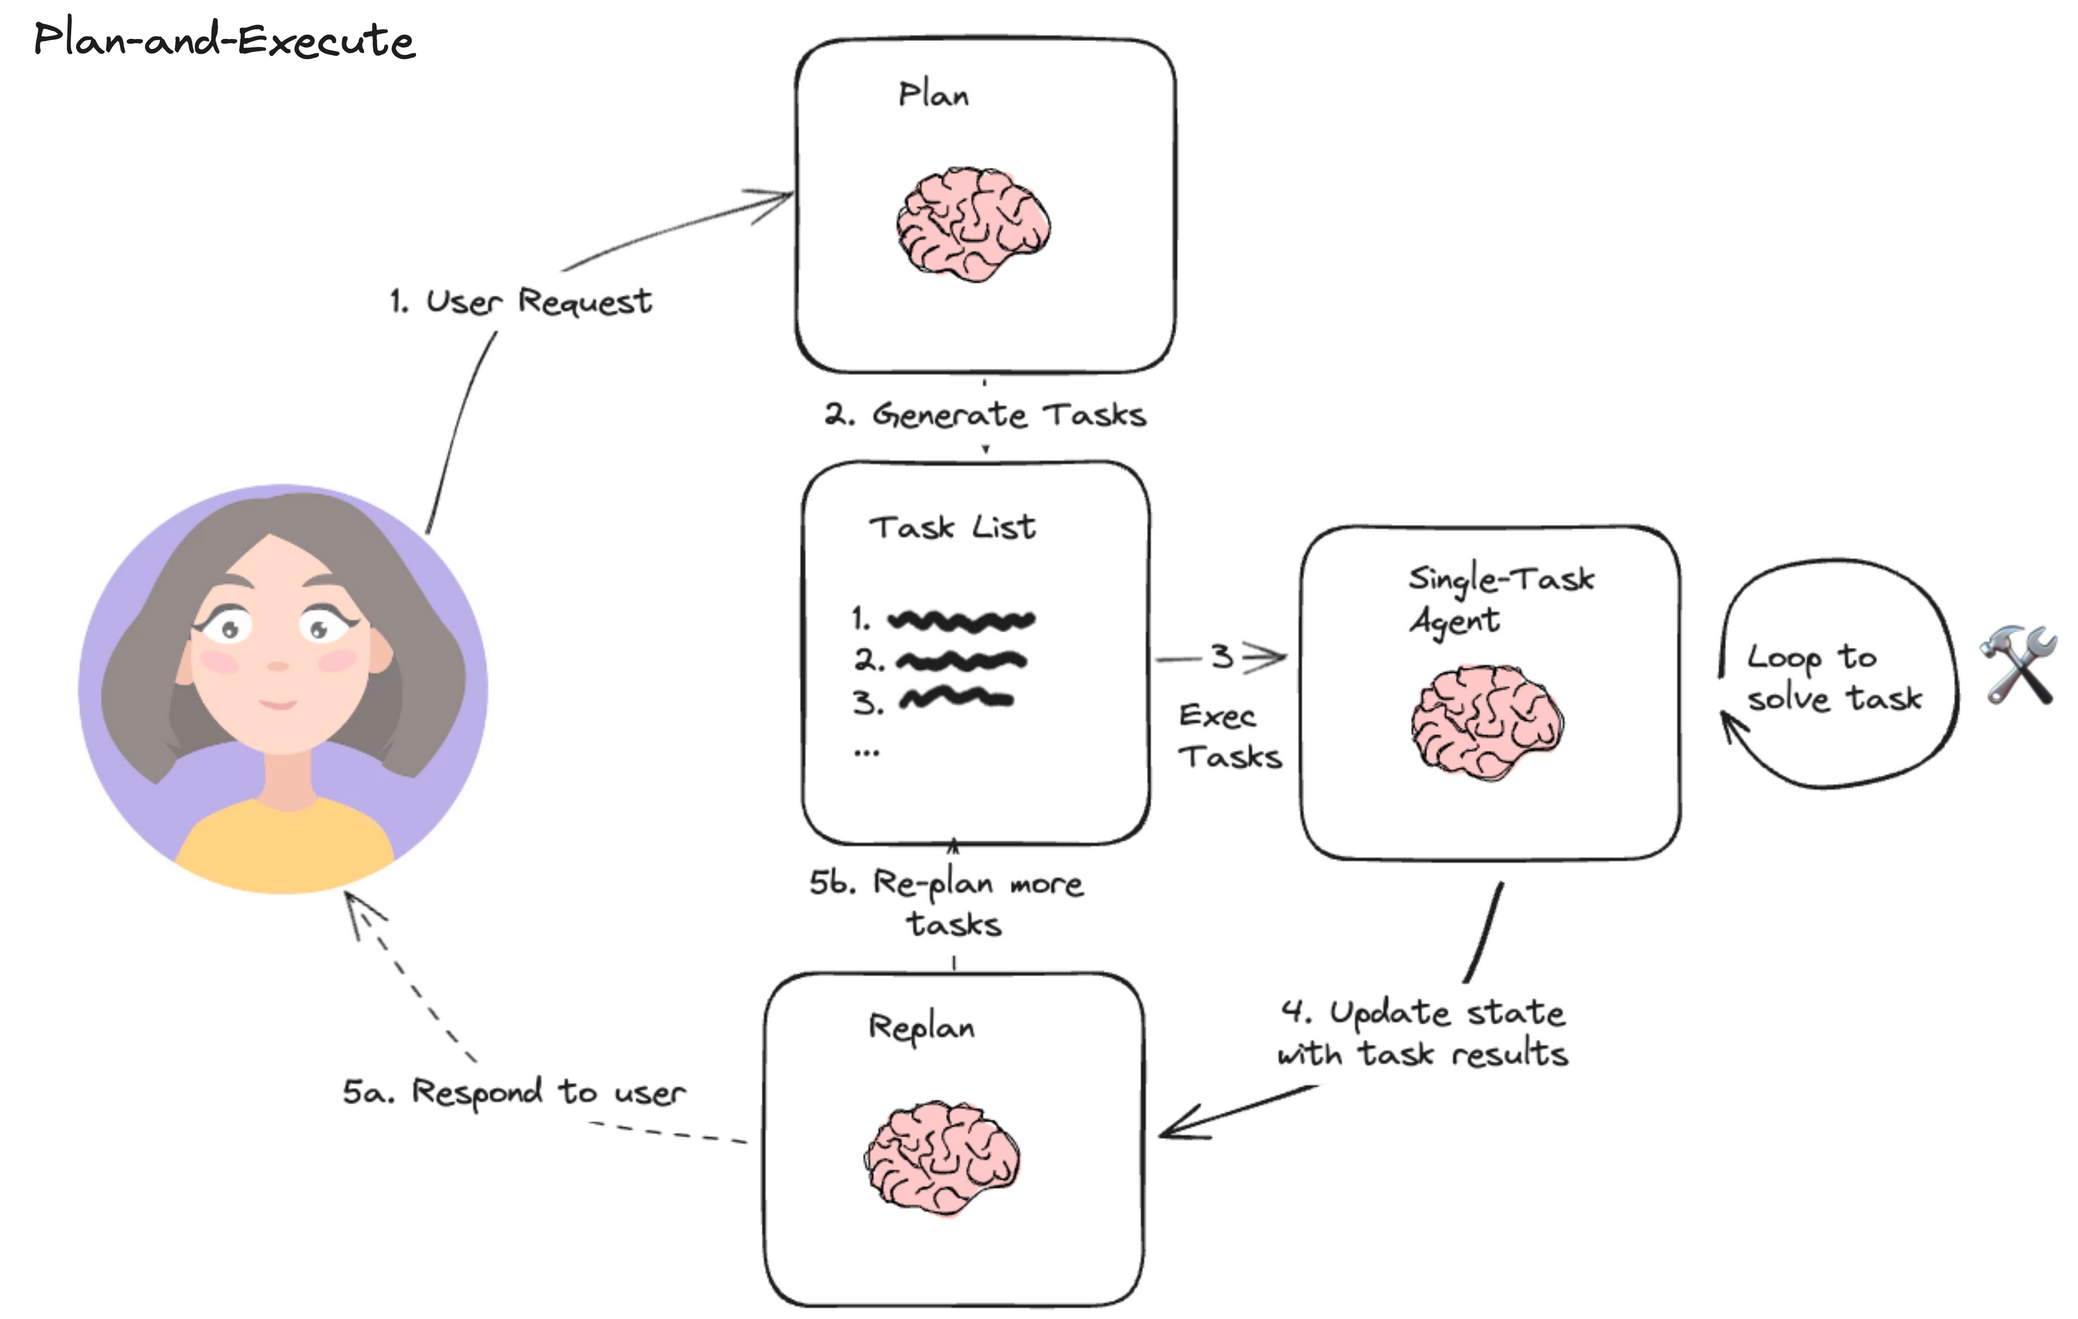 Plan-and-Execute
Plan
1. User Request
2. Generate Tasks
Task List
1.
2.
3.
...
3
Exec
Tasks
Single-Task
Agent
Loop to
solve task
5b. Re-plan more
tasks
4. Update state
with task results
Replan
5a. Respond to user